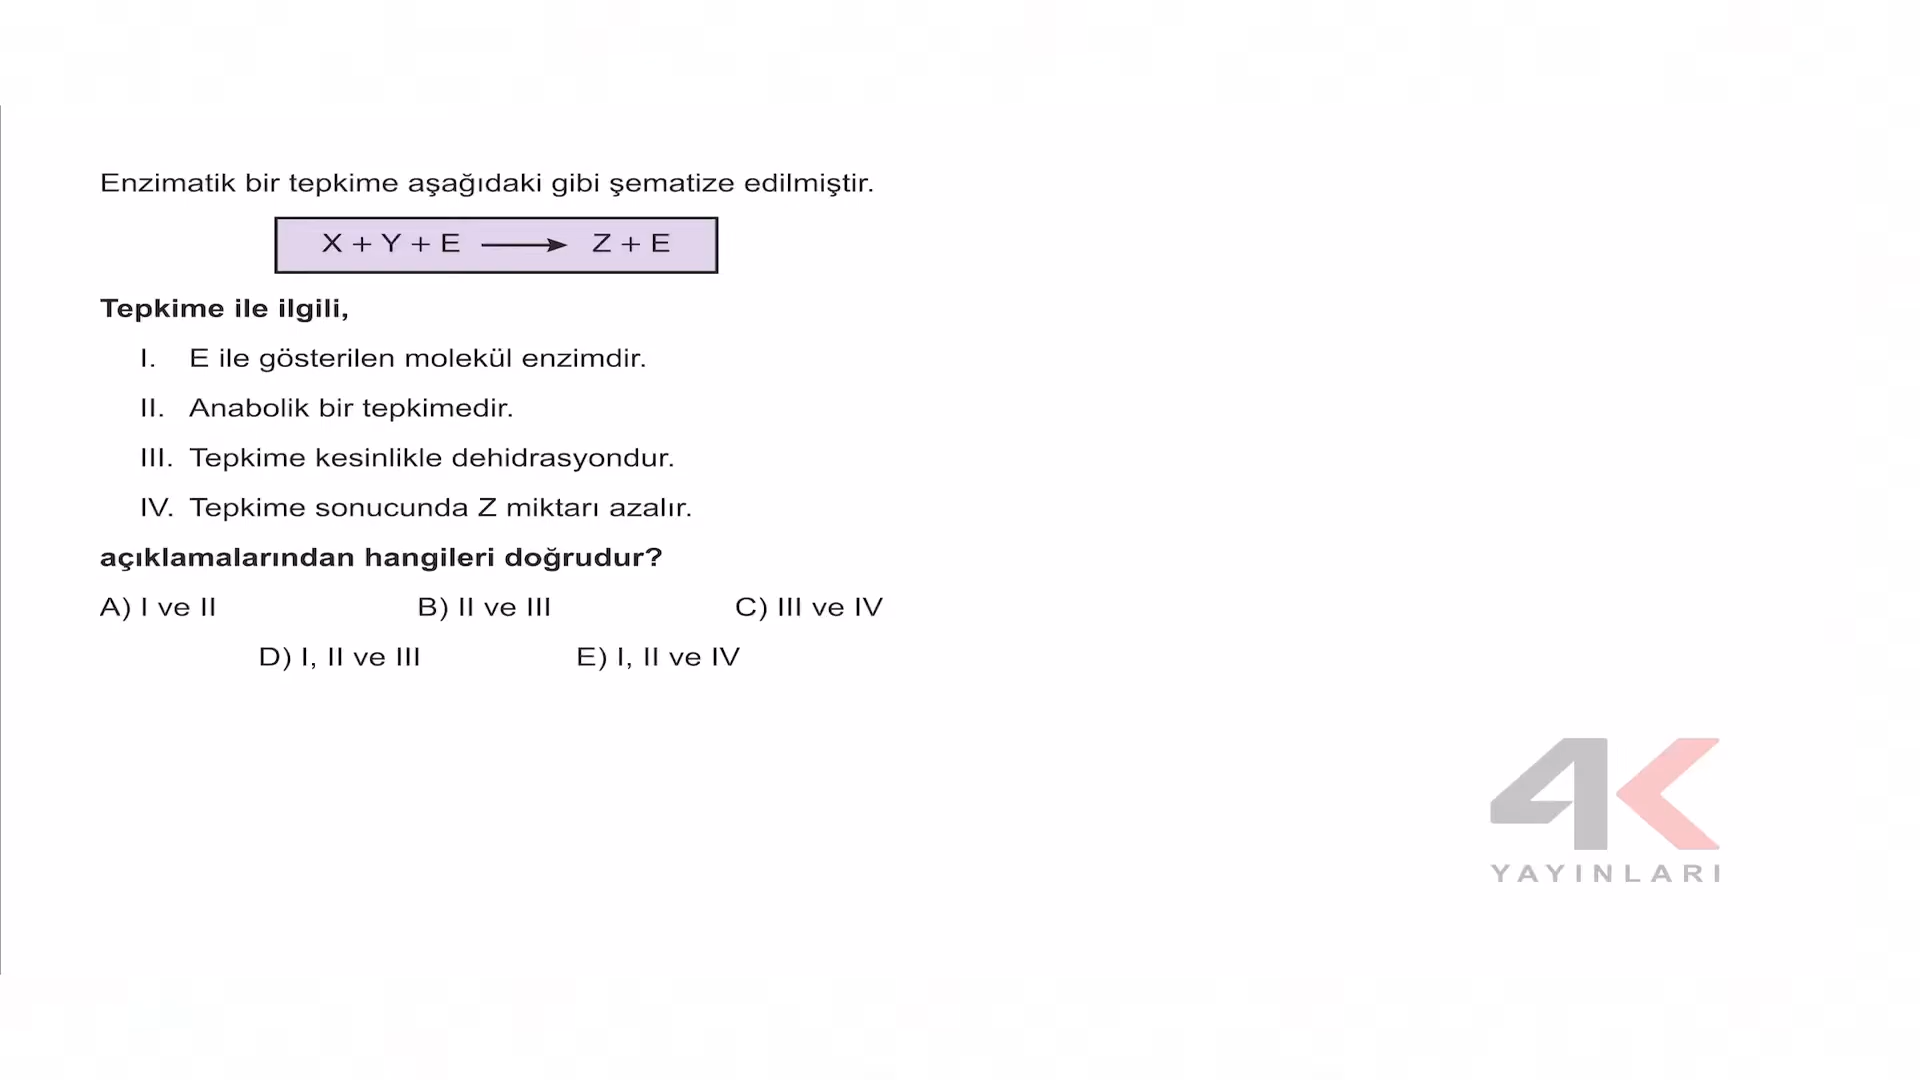 Enzimatik bir tepkime aşağıdaki gibi şematize edilmiştir.
X + Y + E ⟶ Z + E
Tepkime ile ilgili,
I. E ile gösterilen molekül enzimdir.
II. Anabolik bir tepkimedir.
III. Tepkime kesinlikle dehidrasyondur.
IV. Tepkime sonucunda Z miktarı azalır.
açıklamalarından hangileri doğrudur?
A) I ve II B) II ve III C) III ve IV
D) I, II ve III E) I, II ve IV
4K
YAYINLARI